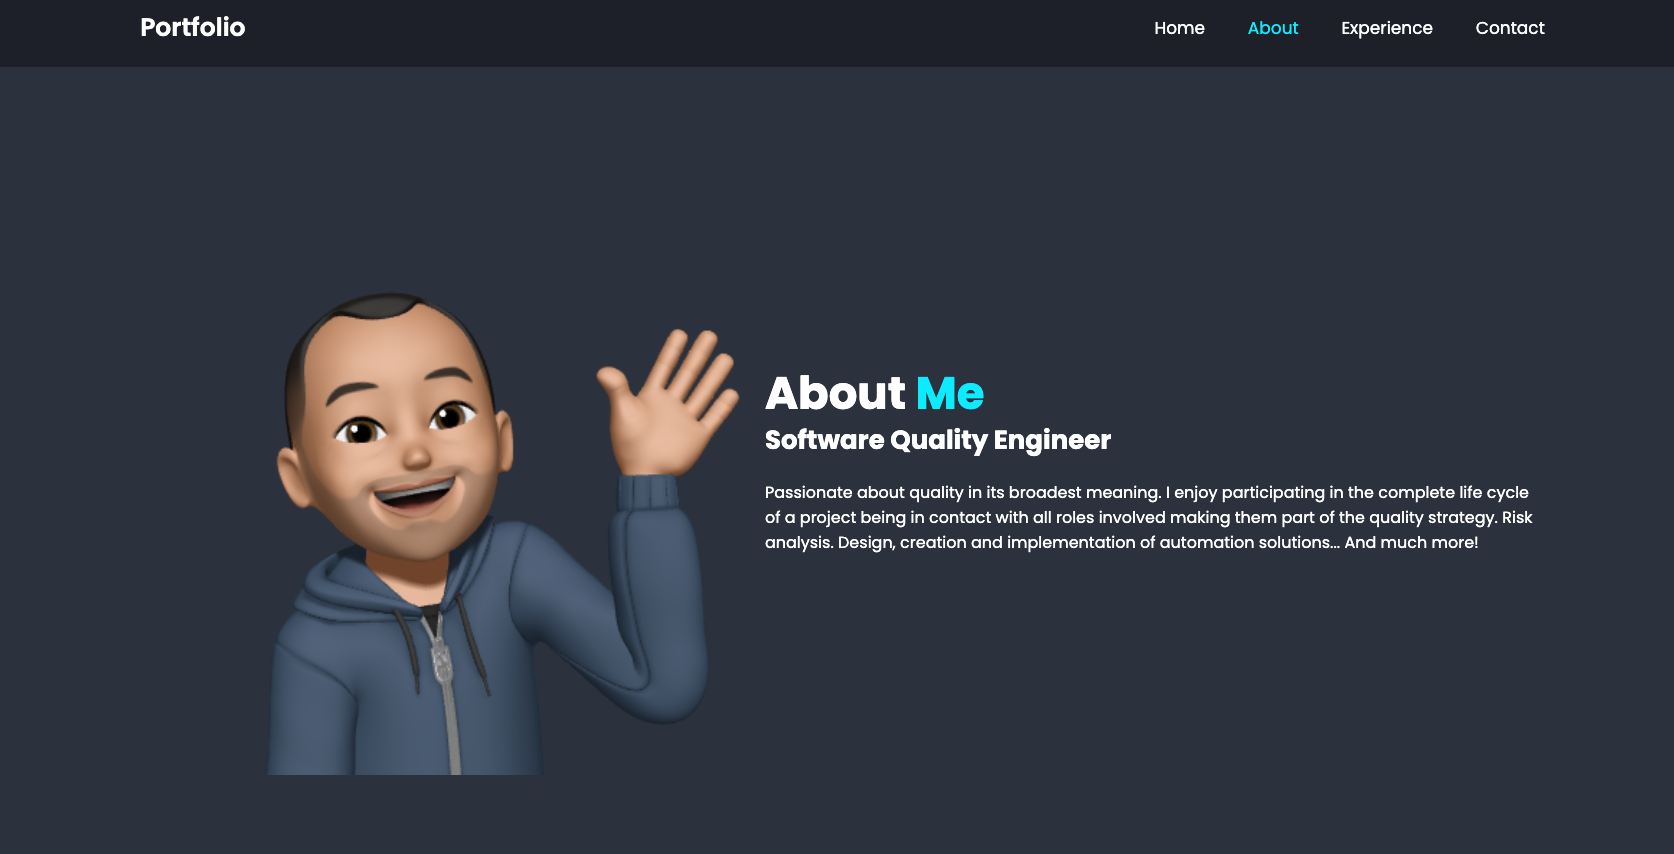 Portfolio
Home About Experience Contact
About Me
Software Quality Engineer
Passionate about quality in its broadest meaning. I enjoy participating in the complete life cycle
of a project being in contact with all roles involved making them part of the quality strategy. Risk
analysis. Design, creation and implementation of automation solutions... And much more!